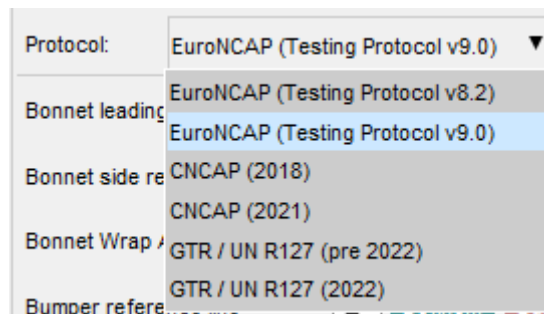 Protocol: EuroNCAP (Testing Protocol v9.0) ▼
EuroNCAP (Testing Protocol v8.2)
Bonnet leading
EuroNCAP (Testing Protocol v9.0)
Bonnet side re CNCAP (2018)
CNCAP (2021)
Bonnet Wrap
GTR / UN R127 (pre 2022)
GTR / UN R127 (2022)
Bumper refere